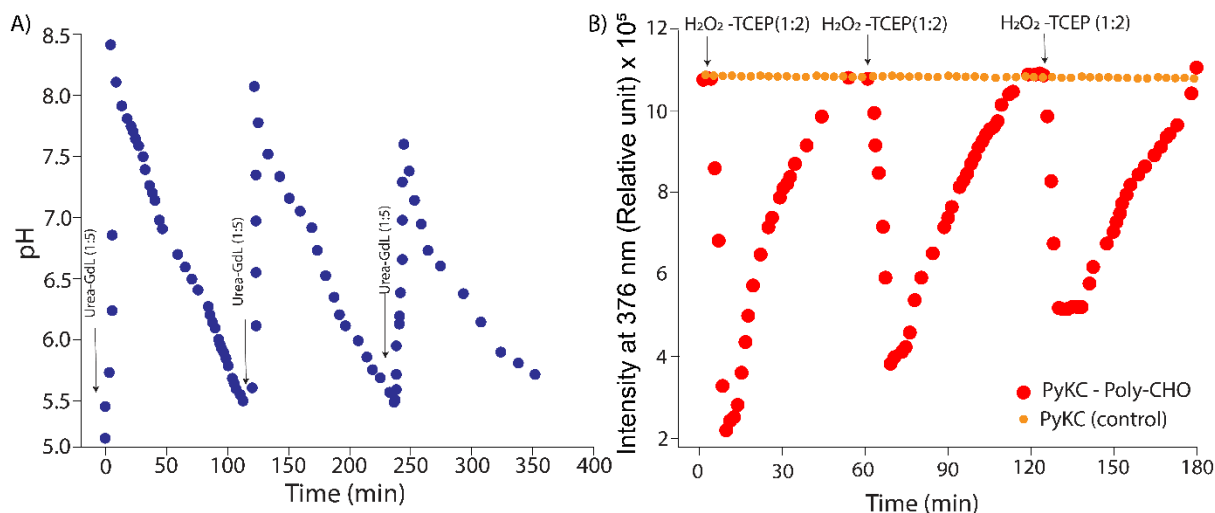 A)
8.5
8.0
7.5
7.0
6.5
6.0
5.5
5.0
pH
Urea-GdL (1:5)
Urea-GdL (1:5)
Urea-GdL (1:5)
0
50
100
150
200
250
300
350
400
Time (min)
B)
H₂O₂ -TCEP(1:2)
H₂O₂ -TCEP(1:2)
H₂O₂ -TCEP (1:2)
12
10
8
6
4
2
Intensity at 376 nm (Relative unit) x 10⁵
PyKC - Poly-CHO
PyKC (control)
0
30
60
90
120
150
180
Time (min)